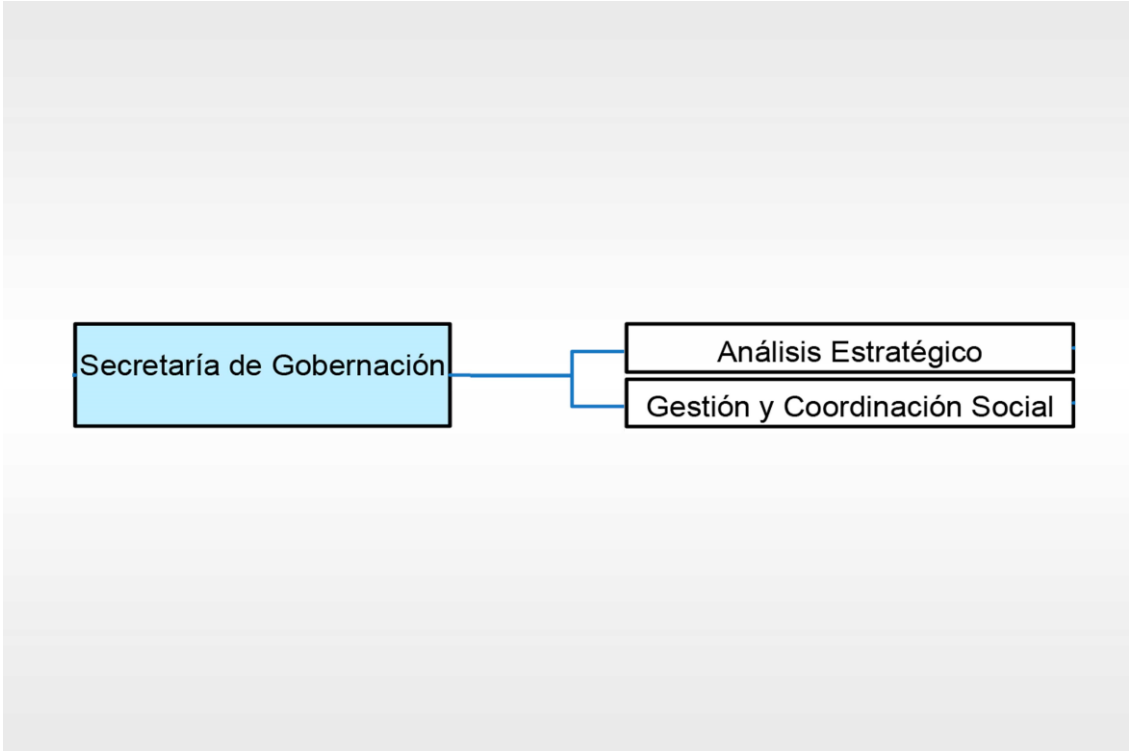 Secretaría de Gobernación
Análisis Estratégico
Gestión y Coordinación Social